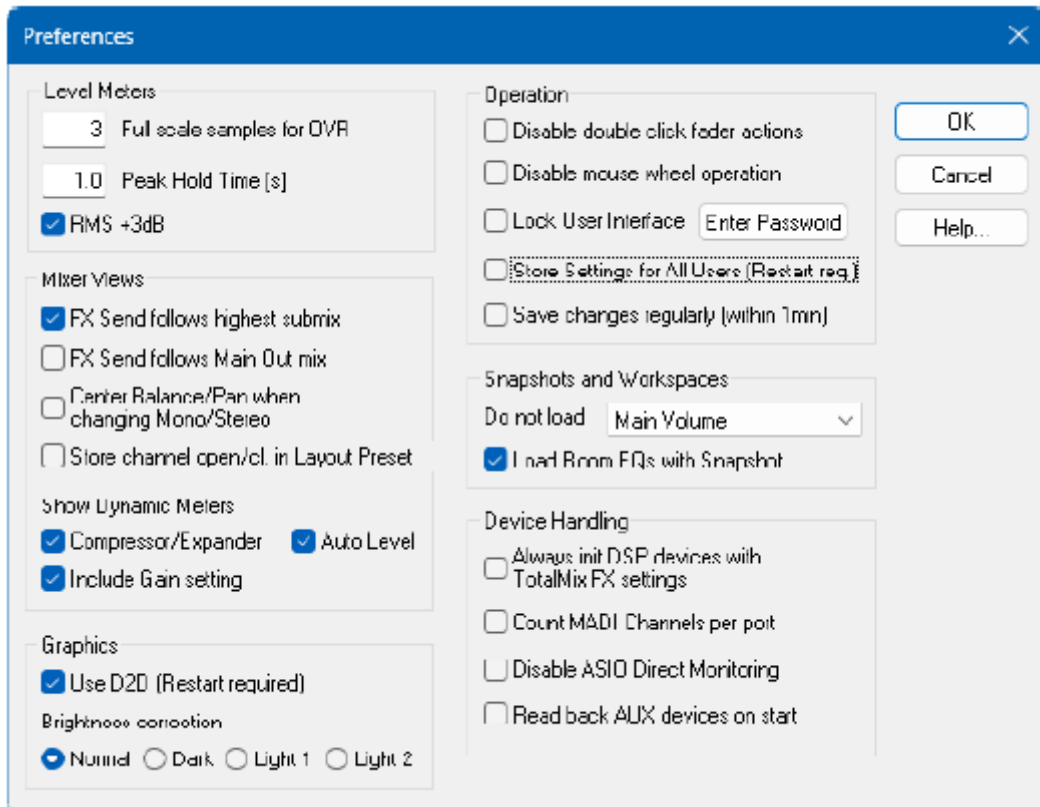 Preferences
Level Meters
3 Full scale samples for OVR
1.0 Peak Hold Time [s]
RMS +3dB
Mixer Views
FX Send follows highest submix
FX Send follows Main Out mix
Center Balance/Pan when
changing Mono/Stereo
Store channel open/cl. in Layout Preset
Show Dynamic Meters
Compressor/Expander Auto Level
Include Gain setting
Graphics
Use D2D (Restart required)
Brightness correction
Normal Dark Light 1 Light 2
Operation
Disable double click fader actions
Disable mouse wheel operation
Lock User Interface Enter Password
Store Settings for All Users (Restart req.)
Save changes regularly (within 1min)
Snapshots and Workspaces
Do not load Main Volume
Load Room EQs with Snapshot
Device Handling
Always init DSP devices with
TotalMix FX settings
Count MADI Channels per port
Disable ASIO Direct Monitoring
Read back AUX devices on start
OK
Cancel
Help...